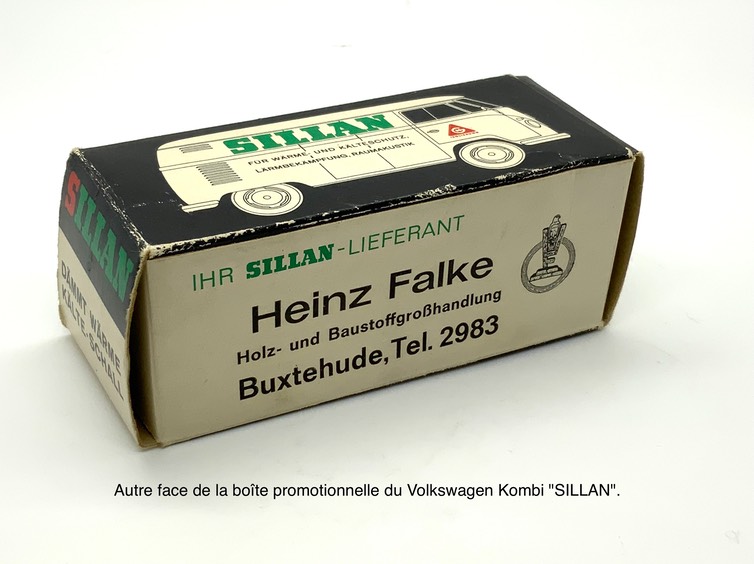 SILLAN
FÜR WÄRME, UND KÄLTESCHUTZ,
LÄRMBEKÄMPFUNG, RAUMAKUSTIK
SILLAN
DÄMMT WÄRME
KÄLTE-SCHALL
IHR SILLAN-LIEFERANT
Heinz Falke
Holz- und Baustoffgroßhandlung
Buxtehude, Tel. 2983
Autre face de la boîte promotionnelle du Volkswagen Kombi "SILLAN".